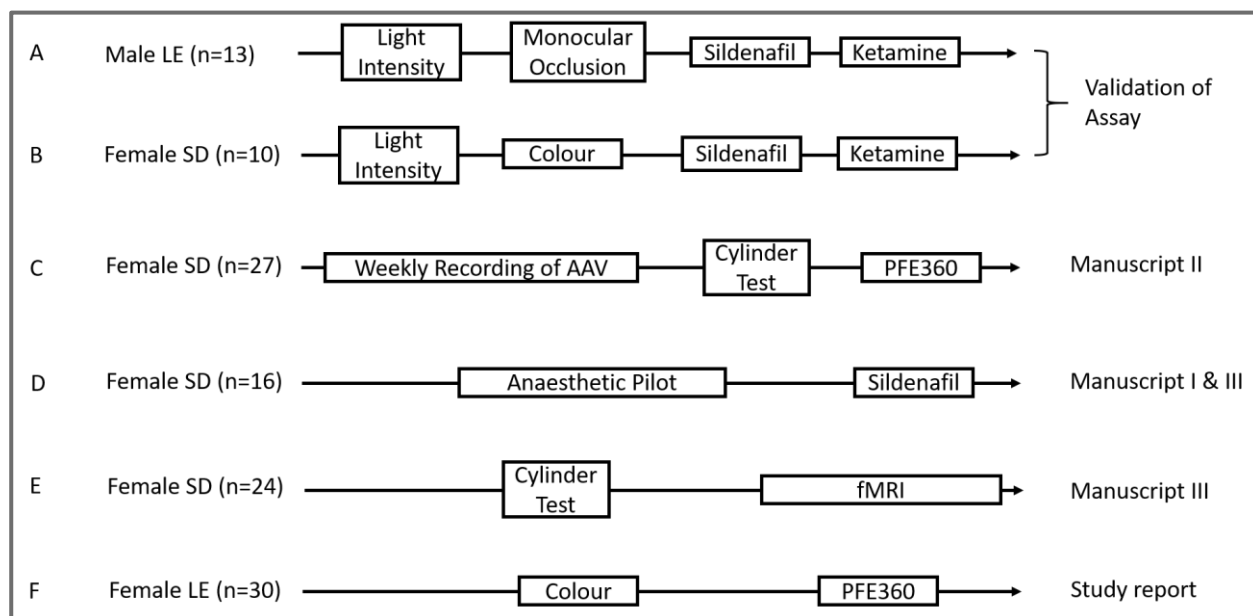 A Male LE (n=13) Light Intensity Monocular Occlusion Sildenafil Ketamine
B Female SD (n=10) Light Intensity Colour Sildenafil Ketamine
Validation of
Assay
C Female SD (n=27) Weekly Recording of AAV Cylinder Test PFE360 Manuscript II
D Female SD (n=16) Anaesthetic Pilot Sildenafil Manuscript I & III
E Female SD (n=24) Cylinder Test fMRI Manuscript III
F Female LE (n=30) Colour PFE360 Study report